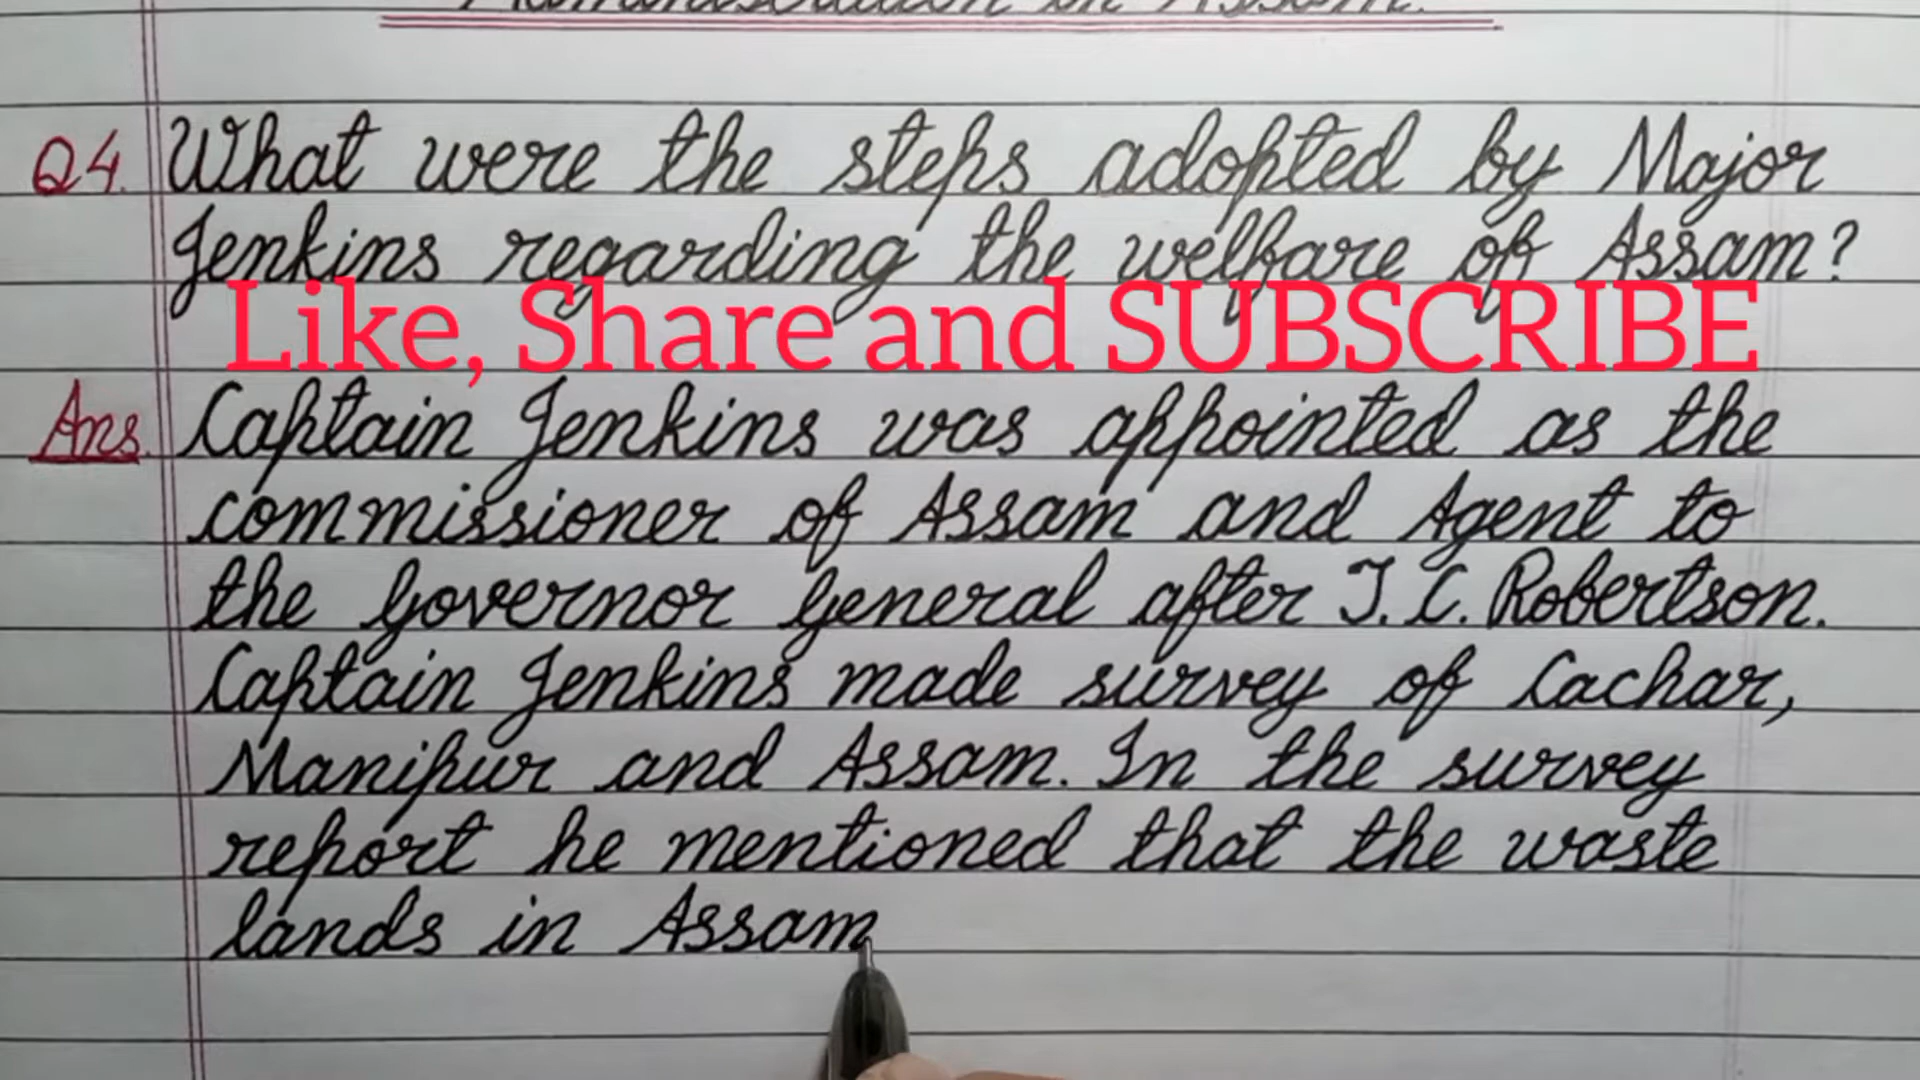 Administration in Assam.
Q4. What were the steps adopted by Major
Jenkins regarding the welfare of Assam?
Like, Share and SUBSCRIBE
Ans. Captain Jenkins was appointed as the
commissioner of Assam and Agent to
the Governor General after T. C. Robertson.
Captain Jenkins made survey of Cachar,
Manipur and Assam. In the survey
report he mentioned that the waste
lands in Assam